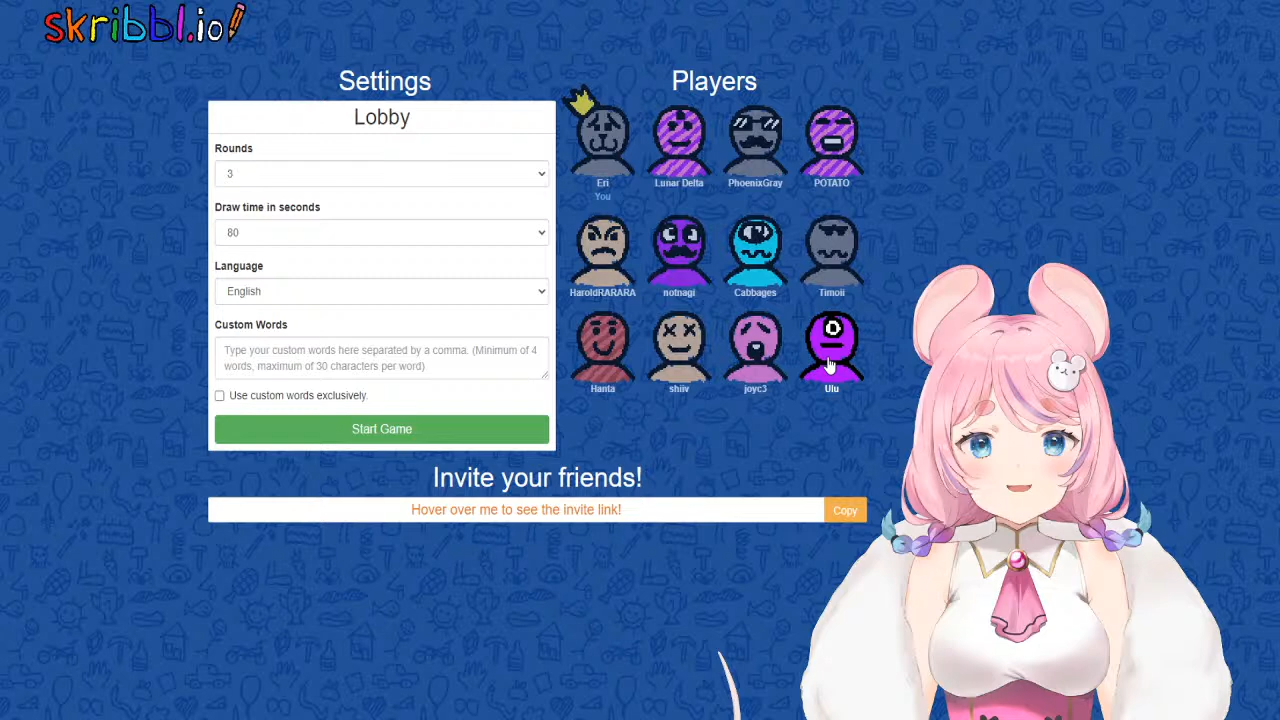 skribbl.io
Settings
Players
Lobby
Rounds
3
Draw time in seconds
80
Language
English
Custom Words
Type your custom words here separated by a comma. (Minimum of 4
words, maximum of 30 characters per word)
Use custom words exclusively.
Start Game
Eri
You
Lunar Delta
PhoenixGray
POTATO
HaroldRARARA
notnagi
Cabbages
Timoii
Hanta
shiiv
joyc3
Ulu
Invite your friends!
Hover over me to see the invite link!
Copy